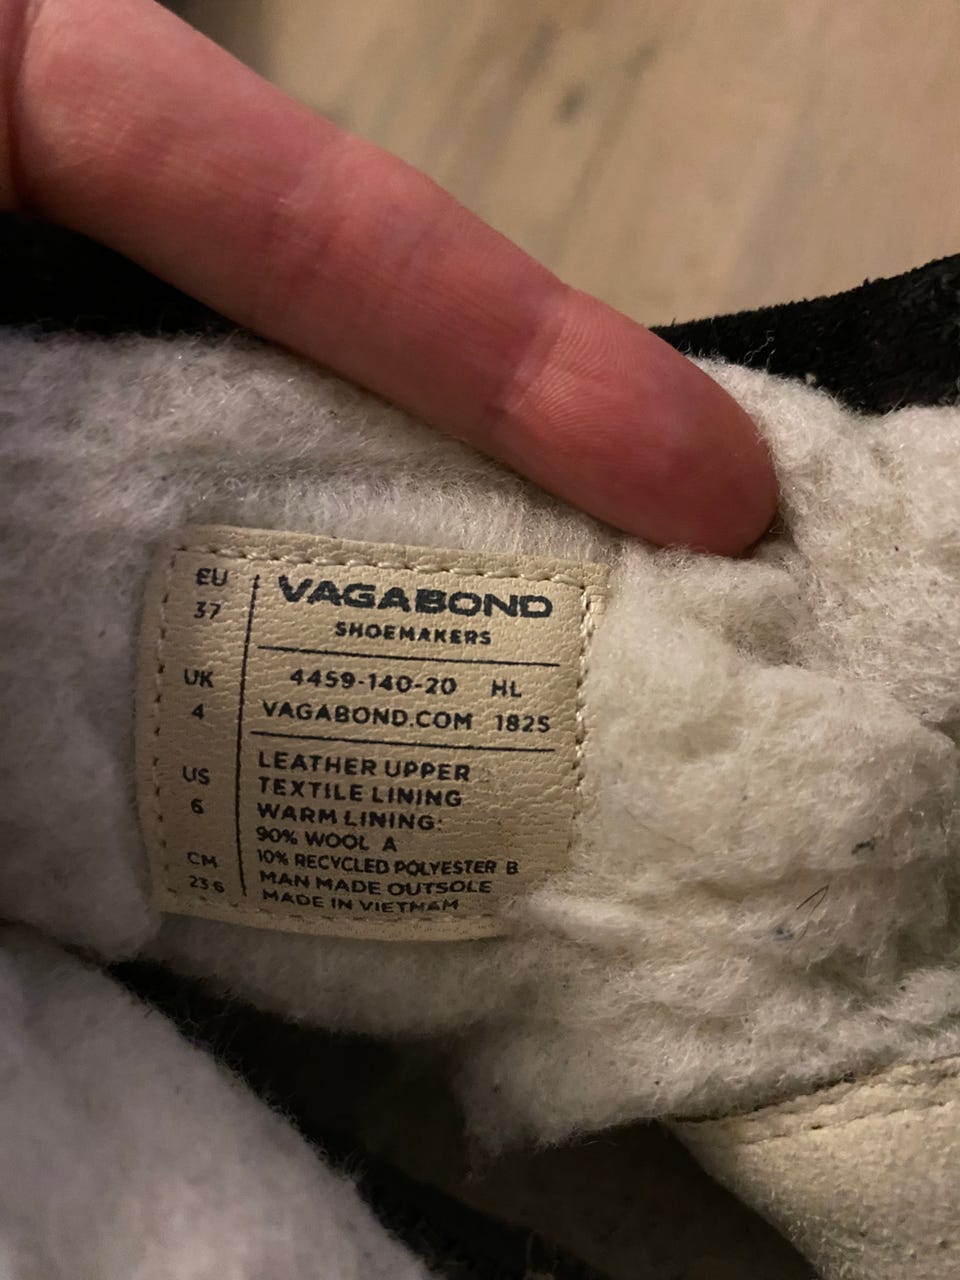 EU
37
UK
4
US
6
CM
23 6
VAGABOND
SHOEMAKERS
4459-140-20 HL
VAGABOND.COM 1825
LEATHER UPPER
TEXTILE LINING
WARM LINING:
90% WOOL A
10% RECYCLED POLYESTER B
MAN MADE OUTSOLE
MADE IN VIETMAM